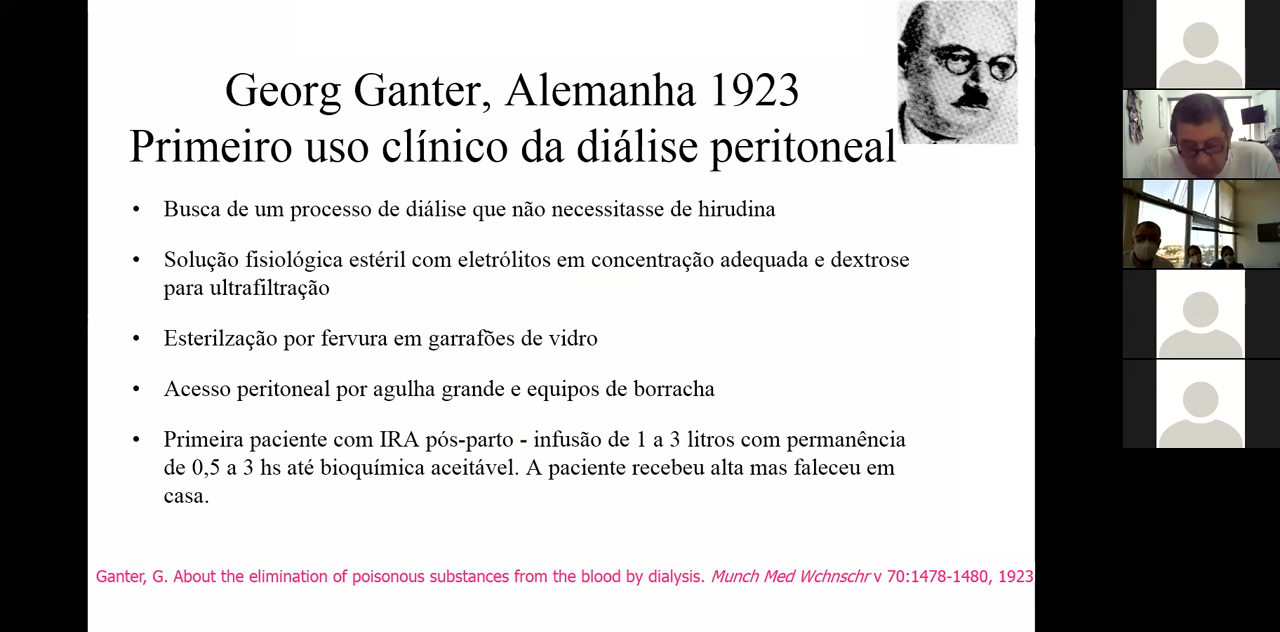 Georg Ganter, Alemanha 1923
Primeiro uso clínico da diálise peritoneal
• Busca de um processo de diálise que não necessitasse de hirudina
• Solução fisiológica estéril com eletrólitos em concentração adequada e dextrose
para ultrafiltração
• Esterilzação por fervura em garrafões de vidro
• Acesso peritoneal por agulha grande e equipos de borracha
• Primeira paciente com IRA pós-parto - infusão de 1 a 3 litros com permanência
de 0,5 a 3 hs até bioquímica aceitável. A paciente recebeu alta mas faleceu em
casa.
Ganter, G. About the elimination of poisonous substances from the blood by dialysis. Munch Med Wchnschr v 70:1478-1480, 1923